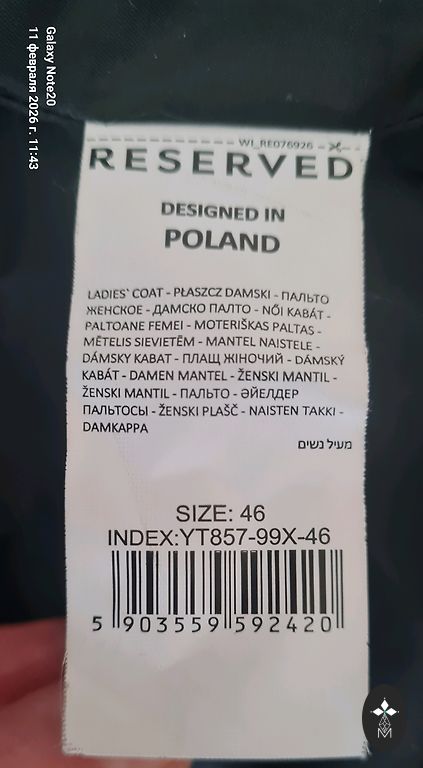 Galaxy Note20
11 февраля 2026 г. 11:43
WI_RE076926
RESERVED
DESIGNED IN
POLAND
LADIES` COAT - PŁASZCZ DAMSKI - ПАЛЬТО
ЖЕНСКОЕ - ДАМСКО ПАЛТО - NŐI KABÁT -
PALTOANE FEMEI - MOTERIŠKAS PALTAS -
MĒTELIS SIEVIETĒM - MANTEL NAISTELE -
DÁMSKY KABAT - ПЛАЩ ЖІНОЧИЙ - DÁMSKÝ
KABÁT - DAMEN MANTEL - ŽENSKI MANTIL -
ŽENSKI MANTIL - ПАЛЬТО - ӘЙЕЛДЕР
ПАЛЬТОСЫ - ŽENSKI PLAŠČ - NAISTEN TAKKI -
DAMKAPPA
מעיל נשים
SIZE: 46
INDEX:YT857-99X-46
5 903559 592420
M